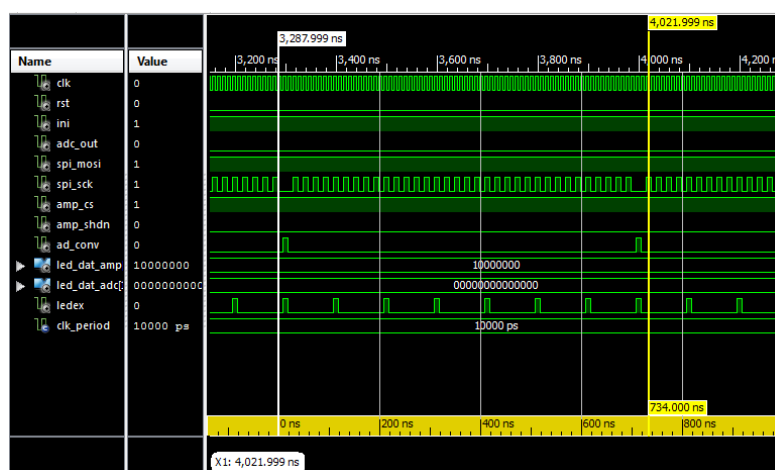 4,021.999 ns
3,287.999 ns
Name Value
3,200 ns 3,400 ns 3,600 ns 3,800 ns 4,000 ns 4,200
clk 0
rst 0
ini 1
adc_out 0
spi_mosi 1
spi_sck 1
amp_cs 1
amp_shdn 0
ad_conv 0
led_dat_amp 10000000 10000000
led_dat_adc[ 000000000C 00000000000000
ledex 0
clk_period 10000 ps 10000 ps
734.000 ns
0 ns 200 ns 400 ns 600 ns 800 ns
X1: 4,021.999 ns